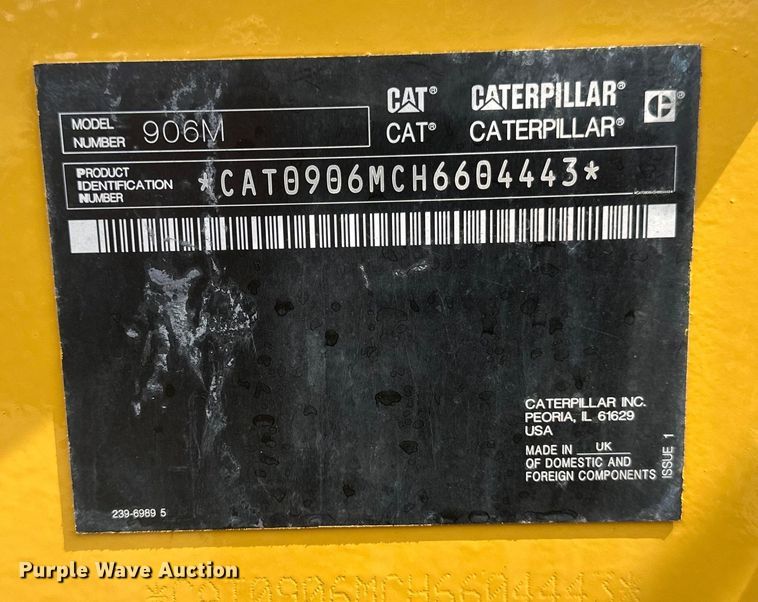 CAT® CATERPILLAR®
CAT® CATERPILLAR®
MODEL NUMBER 906M
PRODUCT IDENTIFICATION NUMBER *CAT0906MCH6604443*
CATERPILLAR INC.
PEORIA, IL 61629
USA
MADE IN UK
OF DOMESTIC AND
FOREIGN COMPONENTS
ISSUE 1
239-6989 5
Purple Wave Auction
*CAT0906MCH6604443*